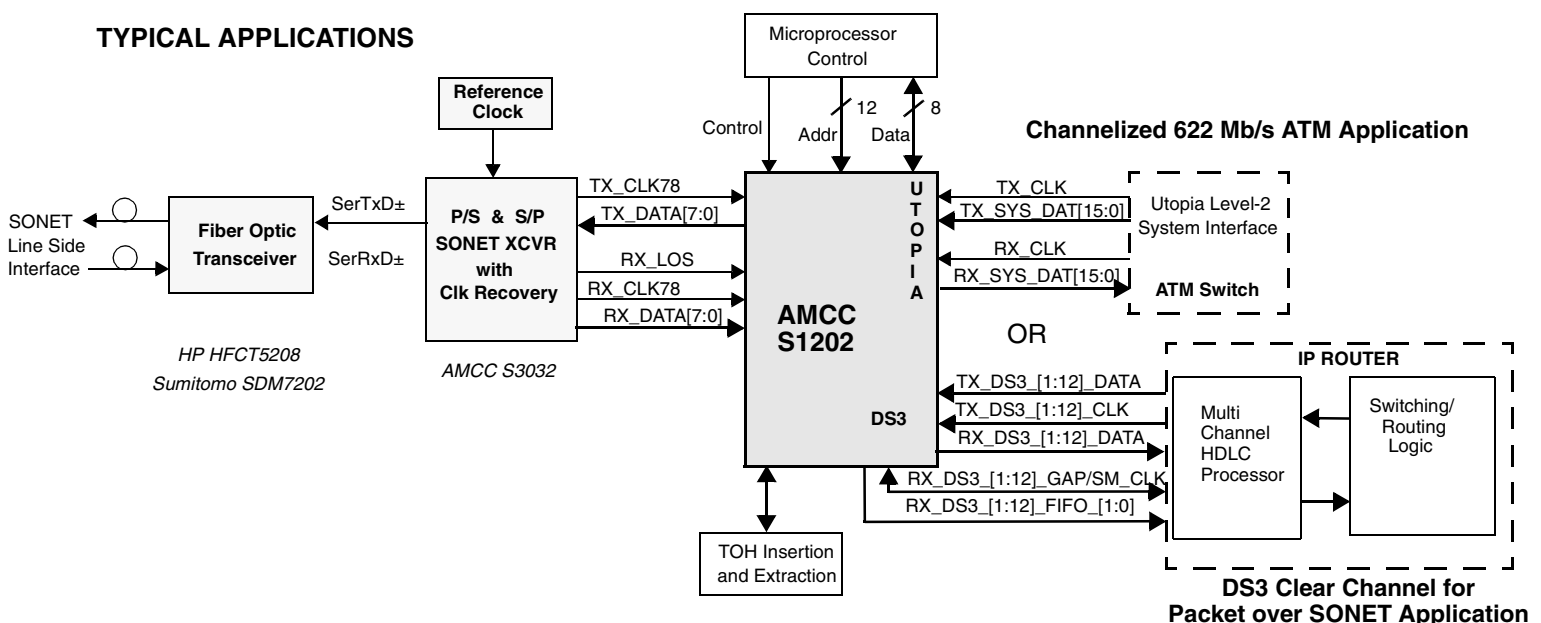 TYPICAL APPLICATIONS
Microprocessor
Control
Reference
Clock
Control
Addr
12
Data
8
Channelized 622 Mb/s ATM Application
SONET
Line Side
Interface
Fiber Optic
Transceiver
SerTxD±
SerRxD±
P/S & S/P
SONET XCVR
with
Clk Recovery
TX_CLK78
TX_DATA[7:0]
RX_LOS
RX_CLK78
RX_DATA[7:0]
HP HFCT5208
Sumitomo SDM7202
AMCC S3032
UTOPIA
AMCC
S1202
DS3
TX_CLK
TX_SYS_DAT[15:0]
RX_CLK
RX_SYS_DAT[15:0]
Utopia Level-2
System Interface
ATM Switch
OR
IP ROUTER
TX_DS3_[1:12]_DATA
TX_DS3_[1:12]_CLK
RX_DS3_[1:12]_DATA
RX_DS3_[1:12]_GAP/SM_CLK
RX_DS3_[1:12]_FIFO_[1:0]
Multi
Channel
HDLC
Processor
Switching/
Routing
Logic
TOH Insertion
and Extraction
DS3 Clear Channel for
Packet over SONET Application